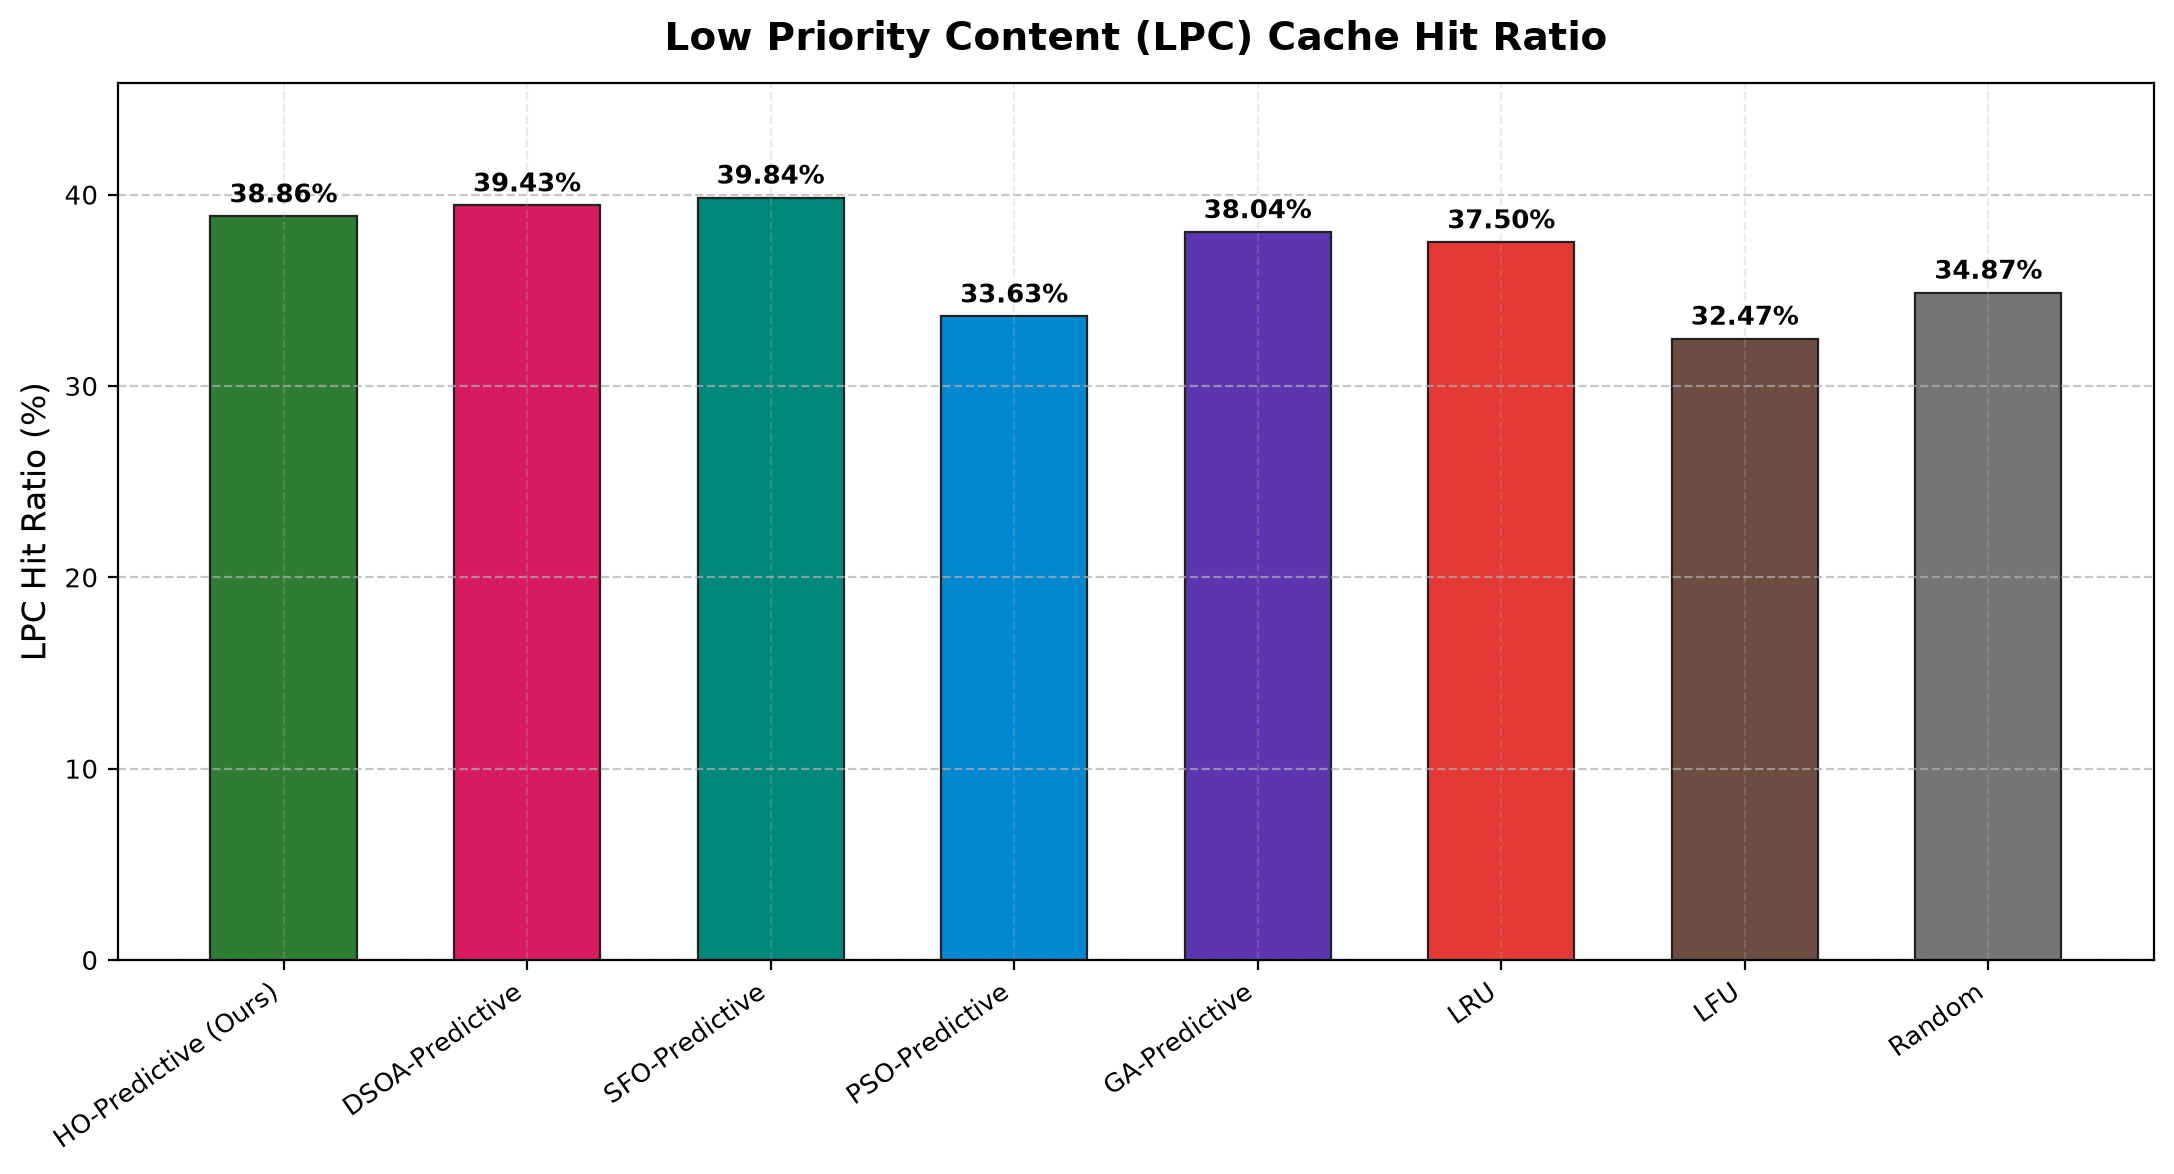 Low Priority Content (LPC) Cache Hit Ratio
LPC Hit Ratio (%)
40
30
20
10
0
38.86%
39.43%
39.84%
33.63%
38.04%
37.50%
32.47%
34.87%
HO-Predictive (Ours)
DSOA-Predictive
SFO-Predictive
PSO-Predictive
GA-Predictive
LRU
LFU
Random